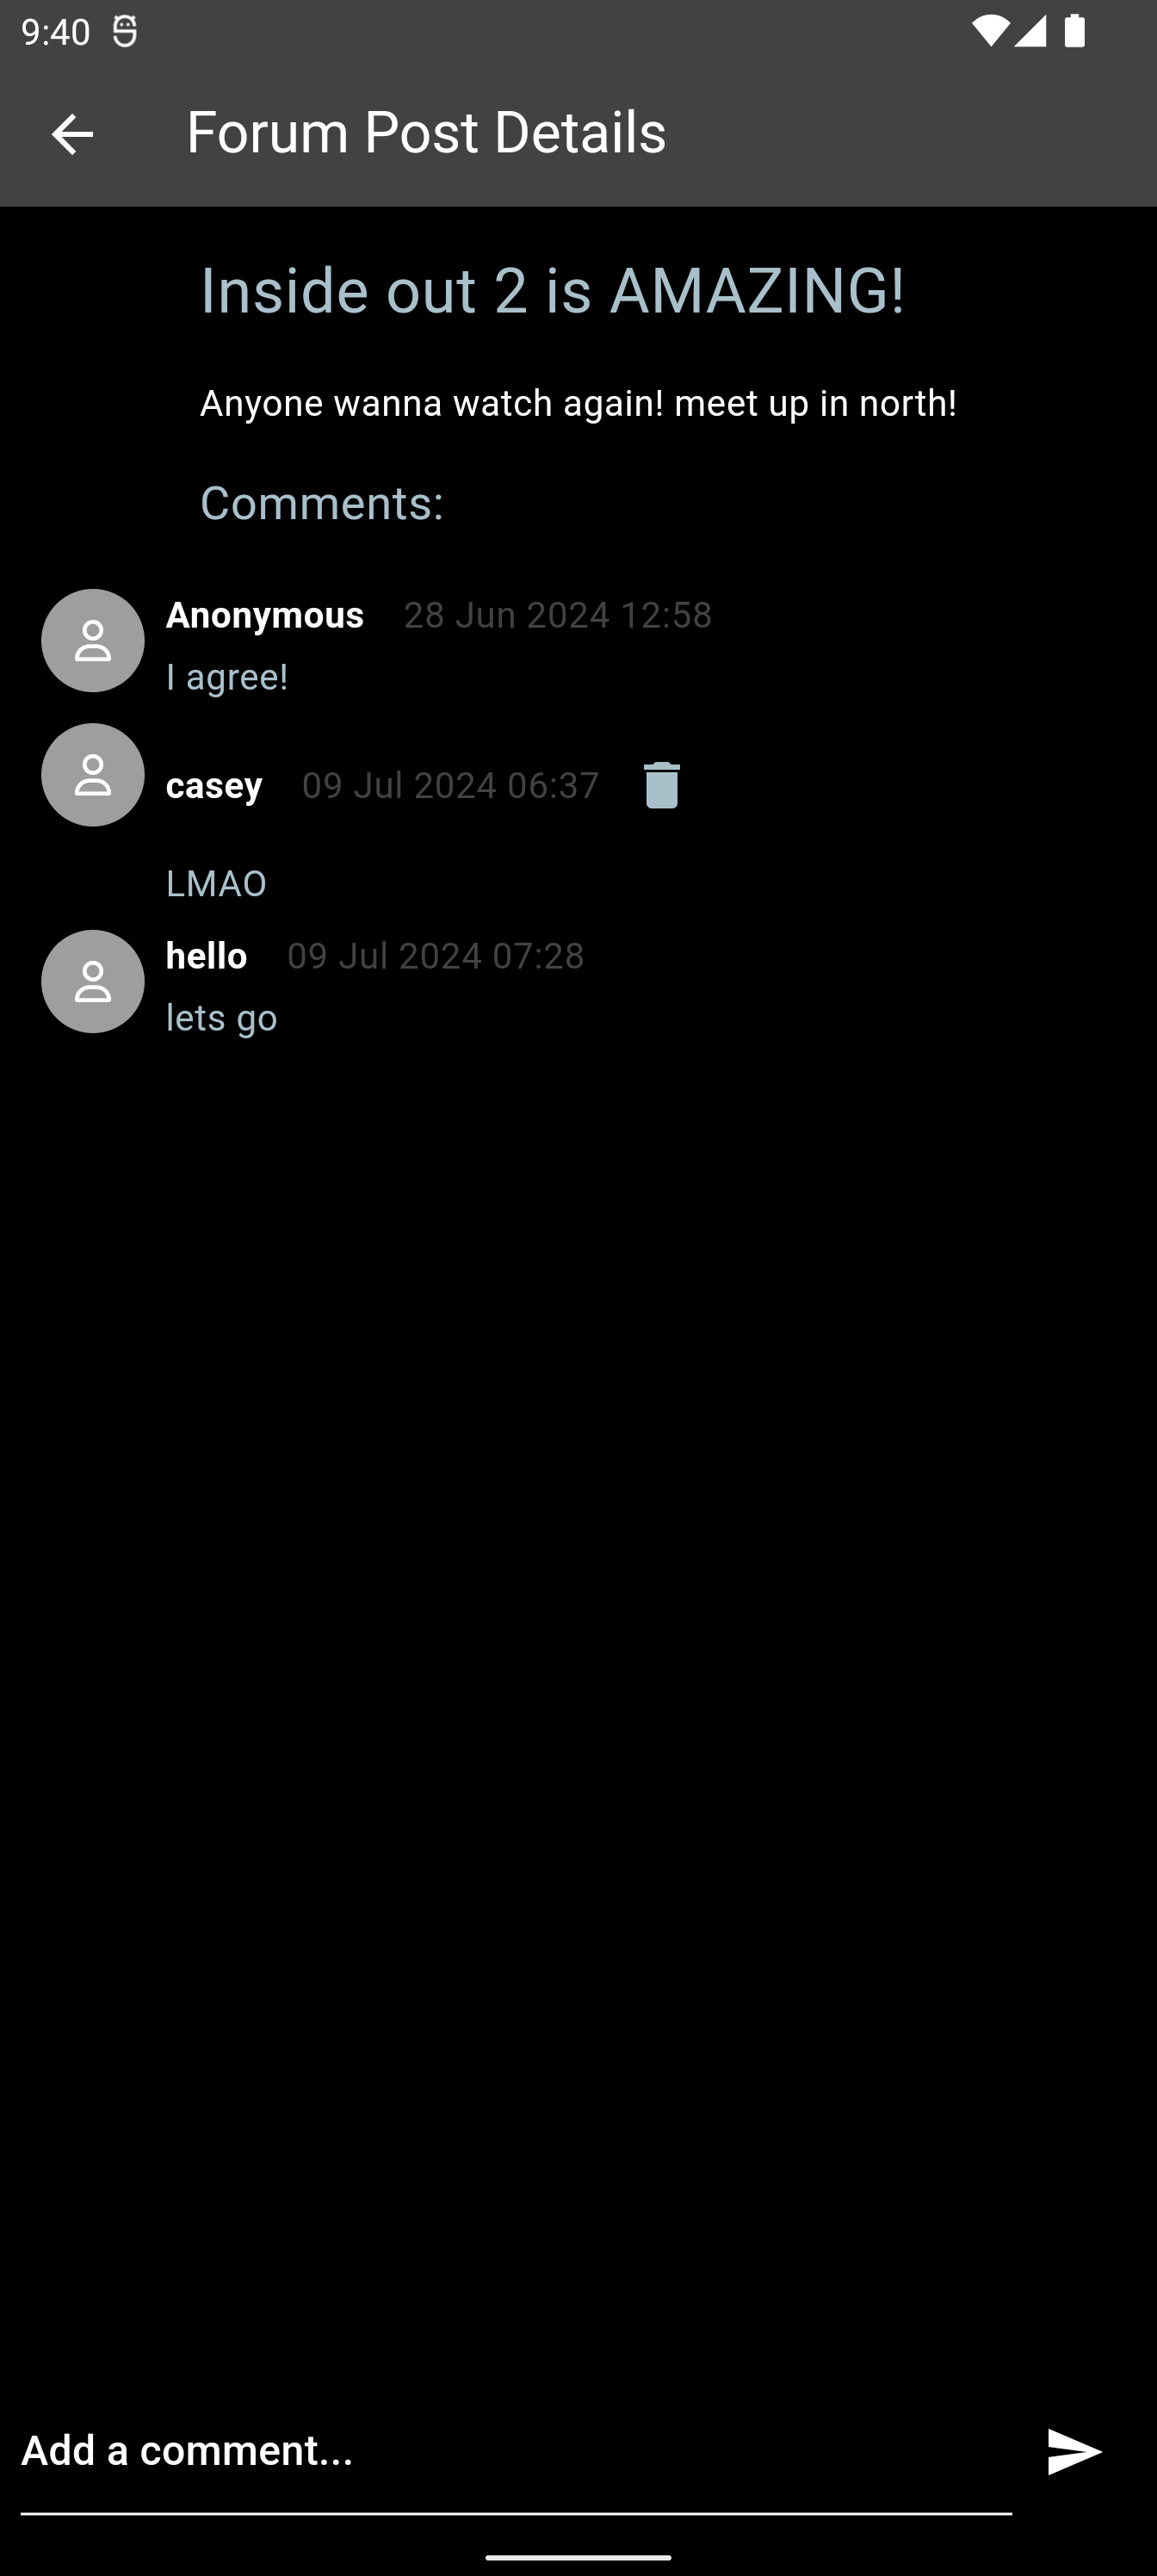 9:40
Forum Post Details
Inside out 2 is AMAZING!
Anyone wanna watch again! meet up in north!
Comments:
Anonymous 28 Jun 2024 12:58
I agree!
casey 09 Jul 2024 06:37
LMAO
hello 09 Jul 2024 07:28
lets go
Add a comment...